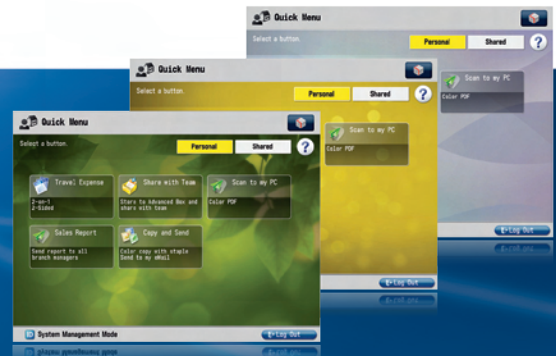 Quick Menu
Select a button.
Personal
Shared
?
Scan to my PC
Color PDF
Log Out
Quick Menu
Select a button.
Personal
Shared
?
Scan to my PC
Color PDF
Log Out
Quick Menu
Select a button.
Personal
Shared
?
Travel Expense
2-on-1
2-Sided
Share with Team
Store to Advanced Box and
share with team
Scan to my PC
Color PDF
Sales Report
Send report to all
branch managers
Copy and Send
Color copy with staple
Send to my eMail
ID System Management Mode
Log Out